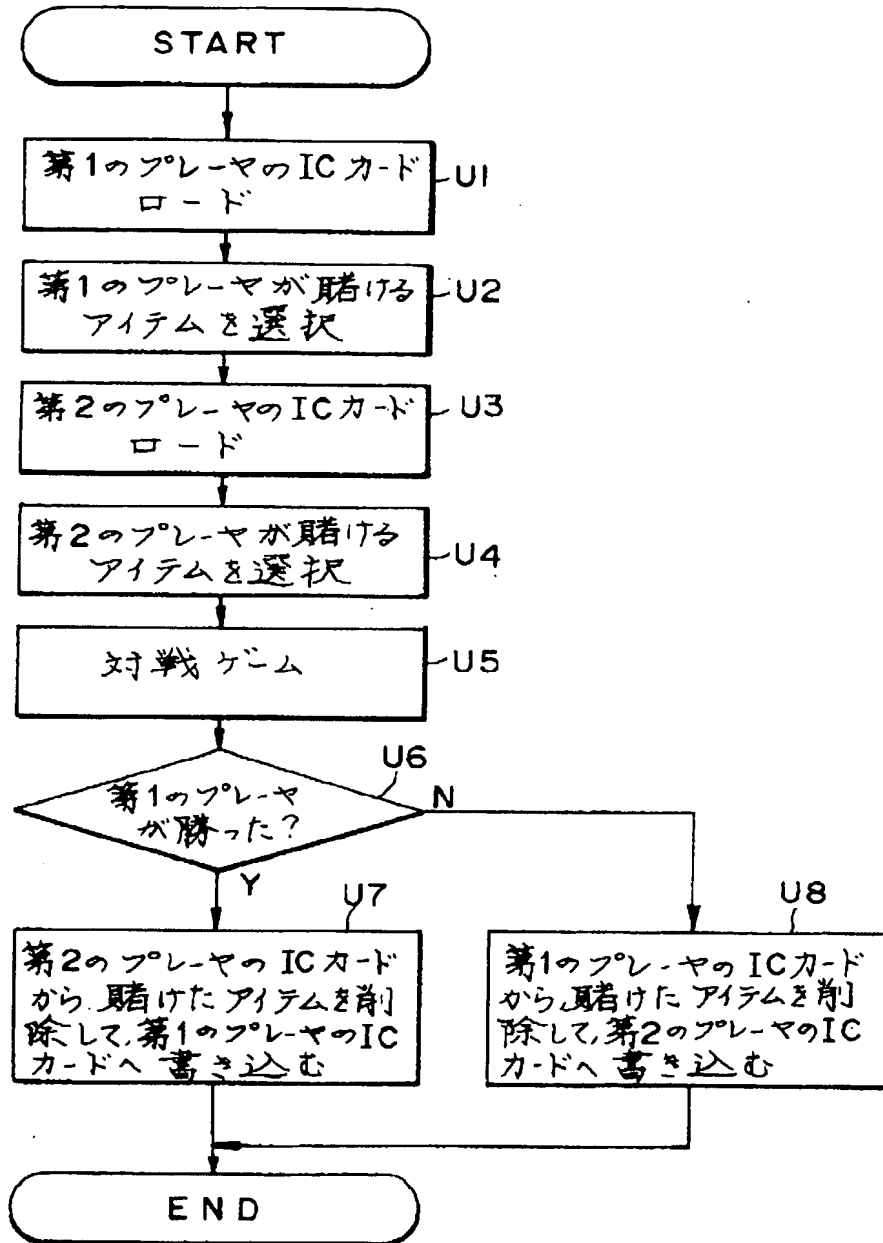 START
第1のプレーヤのICカード
ロード
U1
第1のプレーヤが賭ける
アイテムを選択
U2
第2のプレーヤのICカード
ロード
U3
第2のプレーヤが賭ける
アイテムを選択
U4
対戦ゲーム
U5
U6
第1のプレーヤ
が勝った?
N
Y
U7
第2のプレーヤのICカード
から、賭けたアイテムを削
除して、第1のプレーヤのIC
カードへ書き込む
U8
第1のプレーヤのICカード
から、賭けたアイテムを削
除して、第2のプレーヤのIC
カードへ書き込む
END